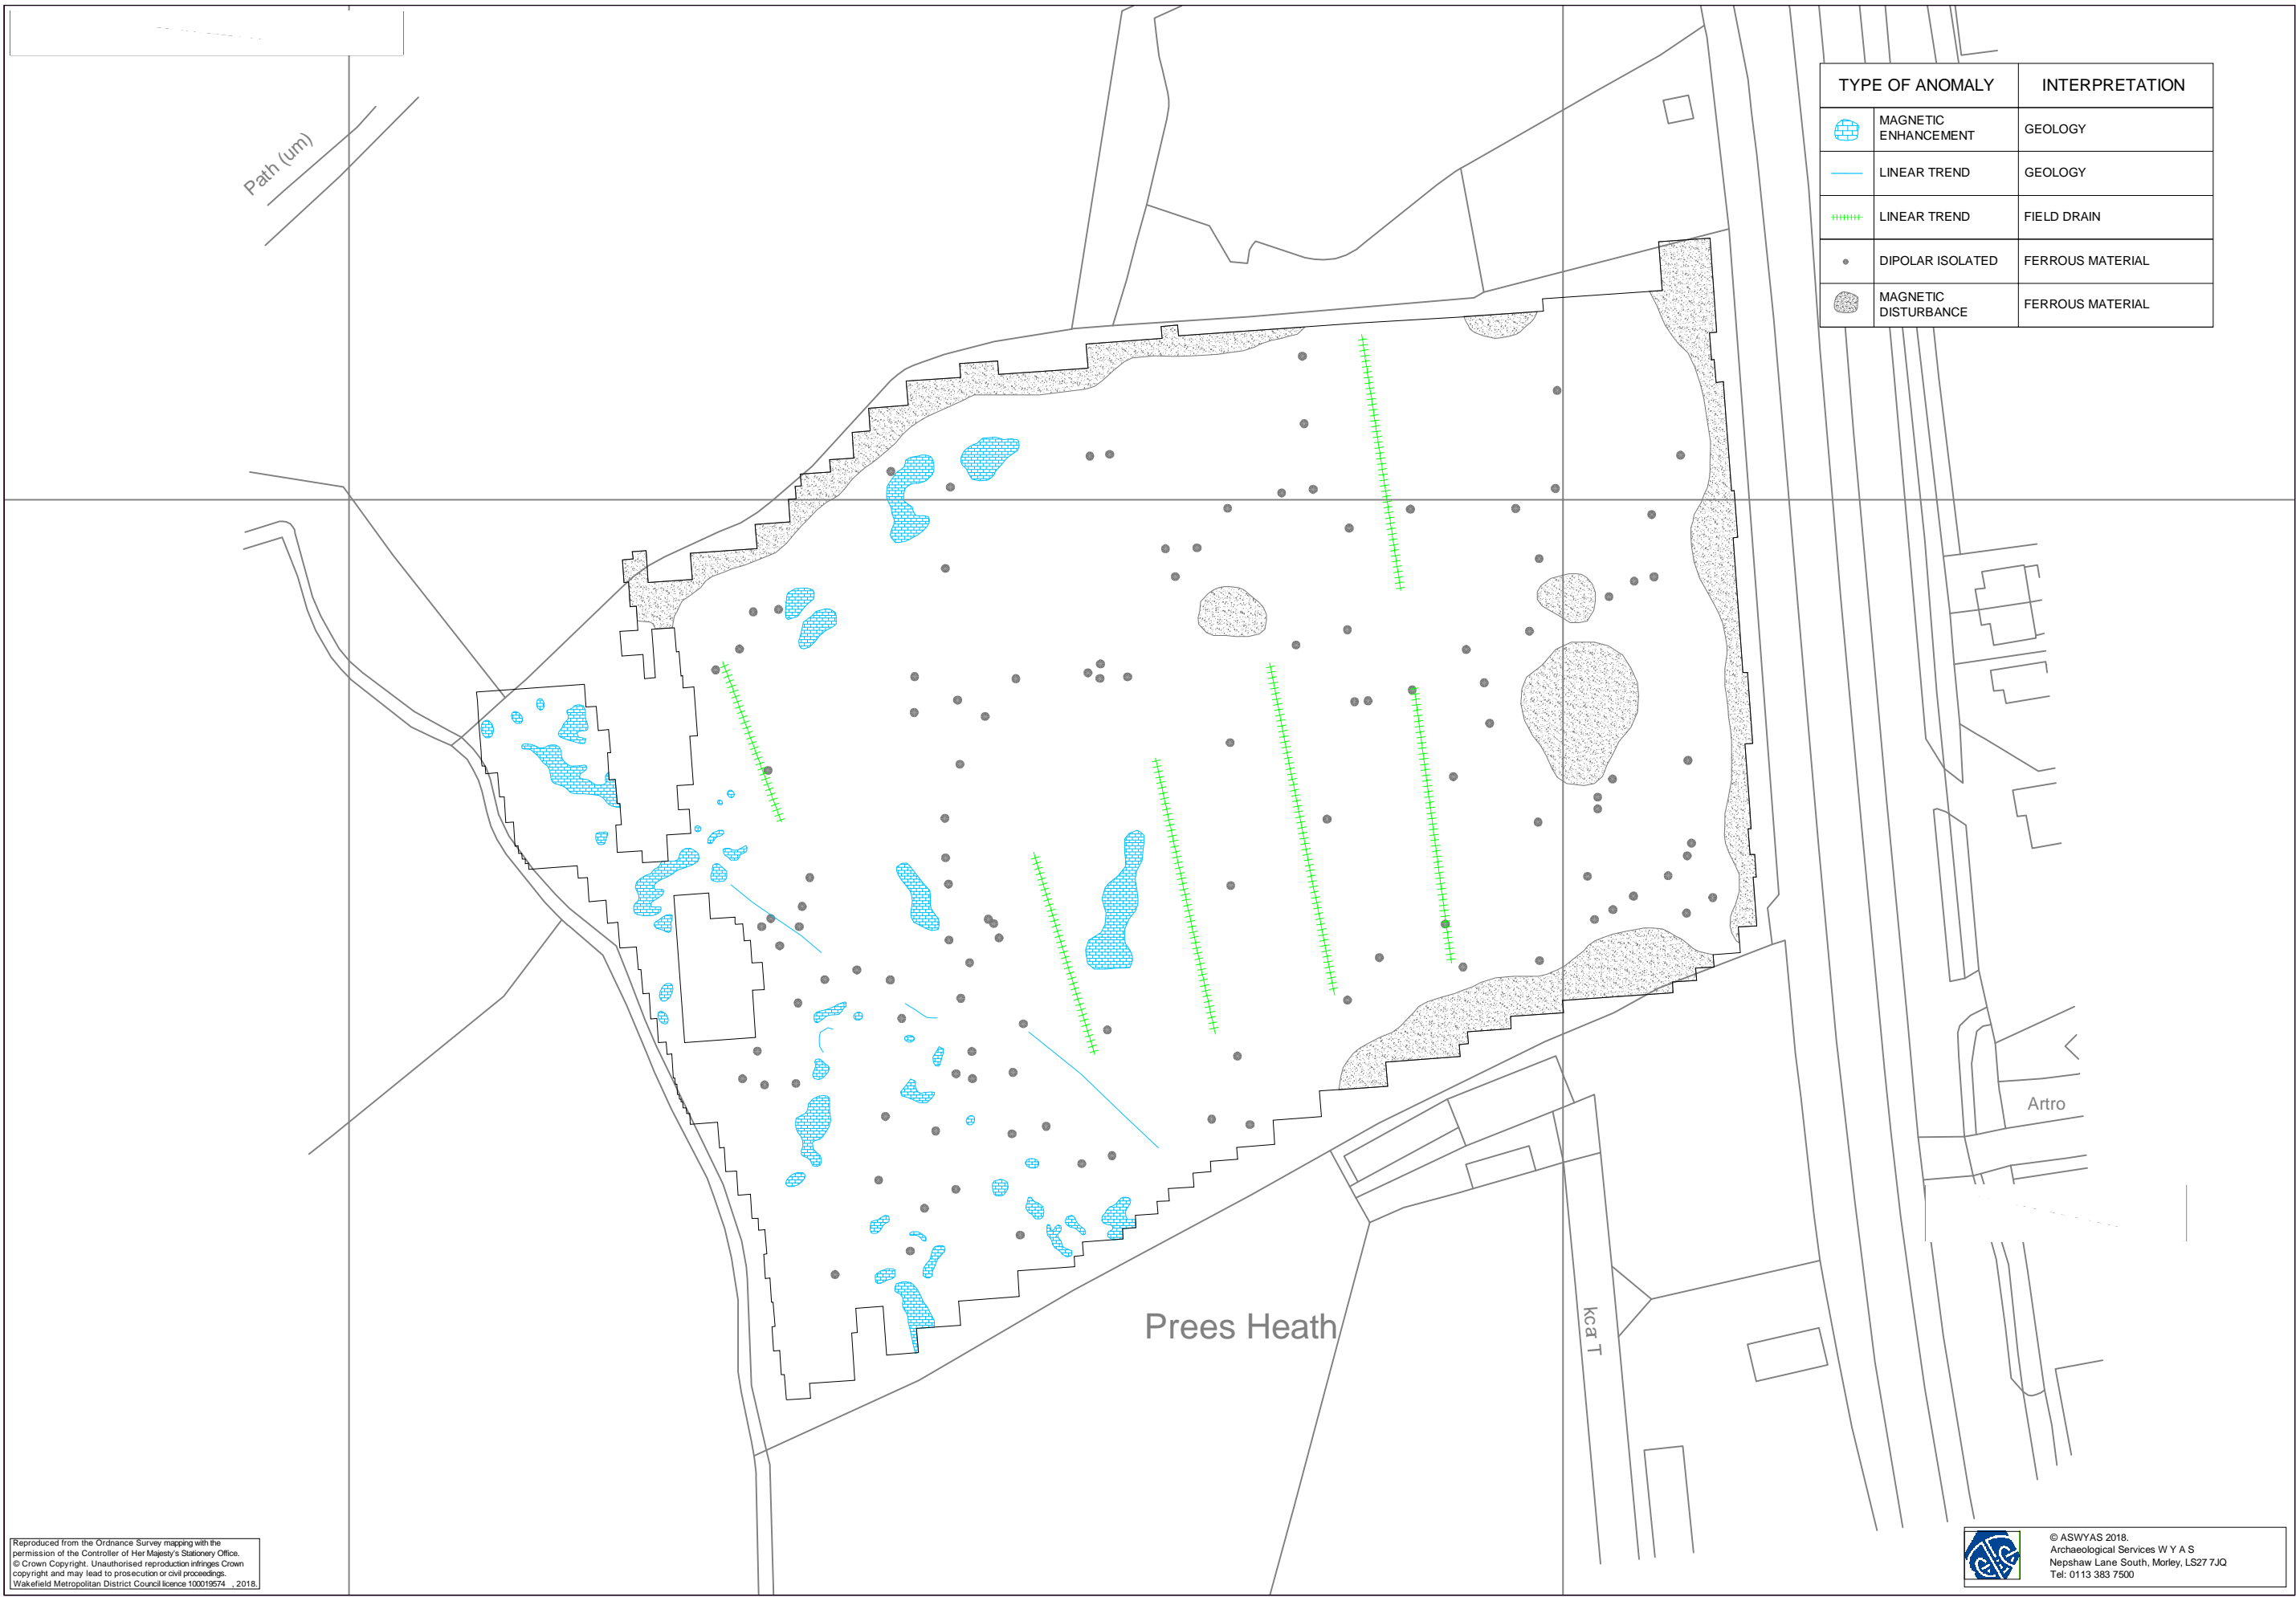 Path (um)
TYPE OF ANOMALY INTERPRETATION
MAGNETIC
ENHANCEMENT
GEOLOGY
LINEAR TREND GEOLOGY
LINEAR TREND FIELD DRAIN
DIPOLAR ISOLATED FERROUS MATERIAL
MAGNETIC
DISTURBANCE
FERROUS MATERIAL
Artro
Prees Heath
kca T
Reproduced from the Ordnance Survey mapping with the
permission of the Controller of Her Majesty's Stationery Office.
© Crown Copyright. Unauthorised reproduction infringes Crown
copyright and may lead to prosecution or civil proceedings.
Wakefield Metropolitan District Council licence 100019574 , 2018.
© ASWYAS 2018.
Archaeological Services W Y A S
Nepshaw Lane South, Morley, LS27 7JQ
Tel: 0113 383 7500